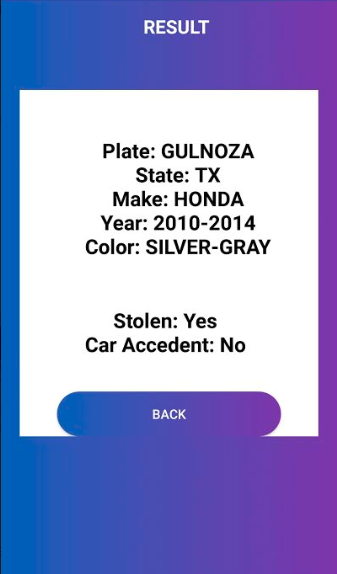 RESULT
Plate: GULNOZA
State: TX
Make: HONDA
Year: 2010-2014
Color: SILVER-GRAY
Stolen: Yes
Car Accedent: No
BACK